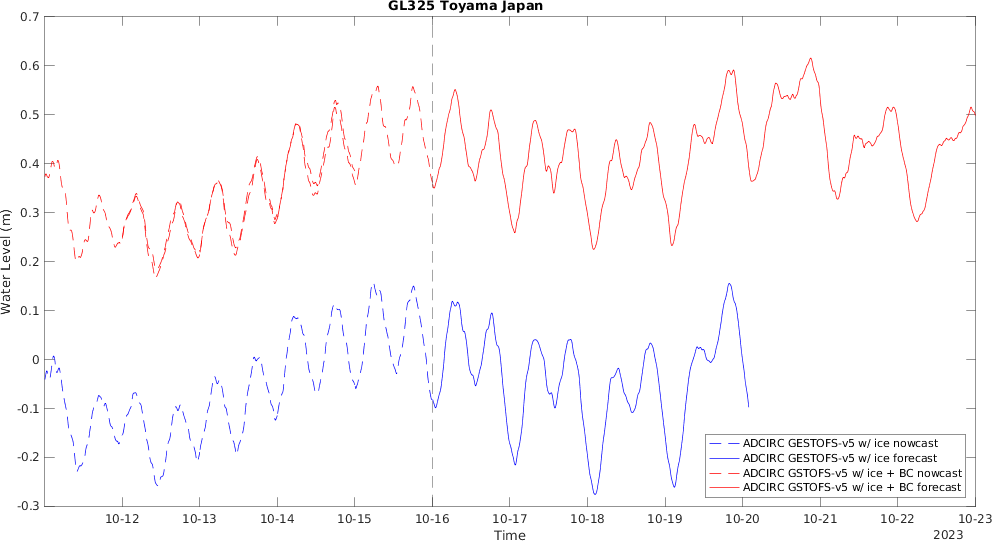 GL325 Toyama Japan
Water Level (m)
0.7
0.6
0.5
0.4
0.3
0.2
0.1
0
-0.1
-0.2
-0.3
ADCIRC GESTOFS-v5 w/ ice nowcast
ADCIRC GESTOFS-v5 w/ ice forecast
ADCIRC GSTOFS-v5 w/ ice + BC nowcast
ADCIRC GSTOFS-v5 w/ ice + BC forecast
10-12 10-13 10-14 10-15 10-16 10-17 10-18 10-19 10-20 10-21 10-22 10-23
Time
2023